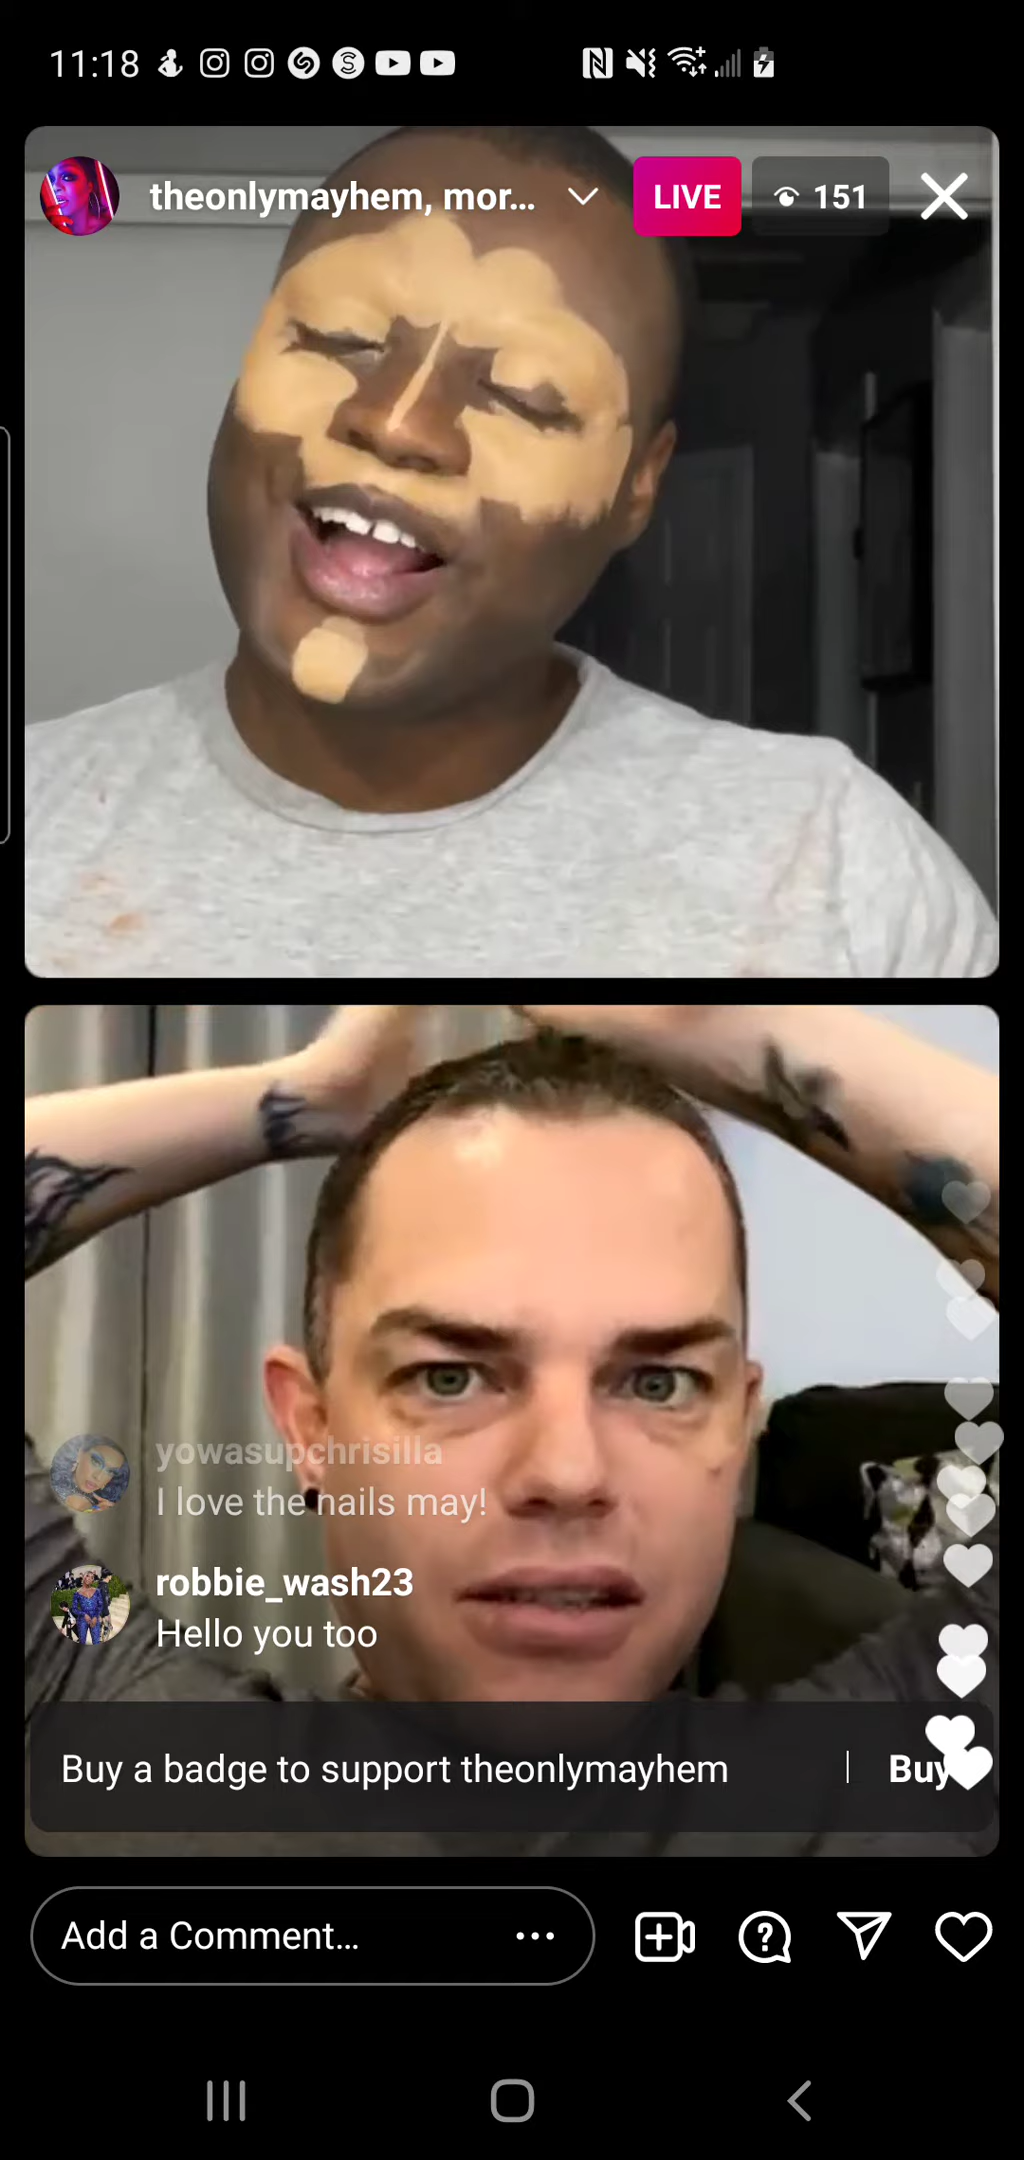 11:18
theonlymayhem, mor...
LIVE
151
yowasupchrisilla
I love the nails may!
robbie_wash23
Hello you too
Buy a badge to support theonlymayhem | Buy
Add a Comment...